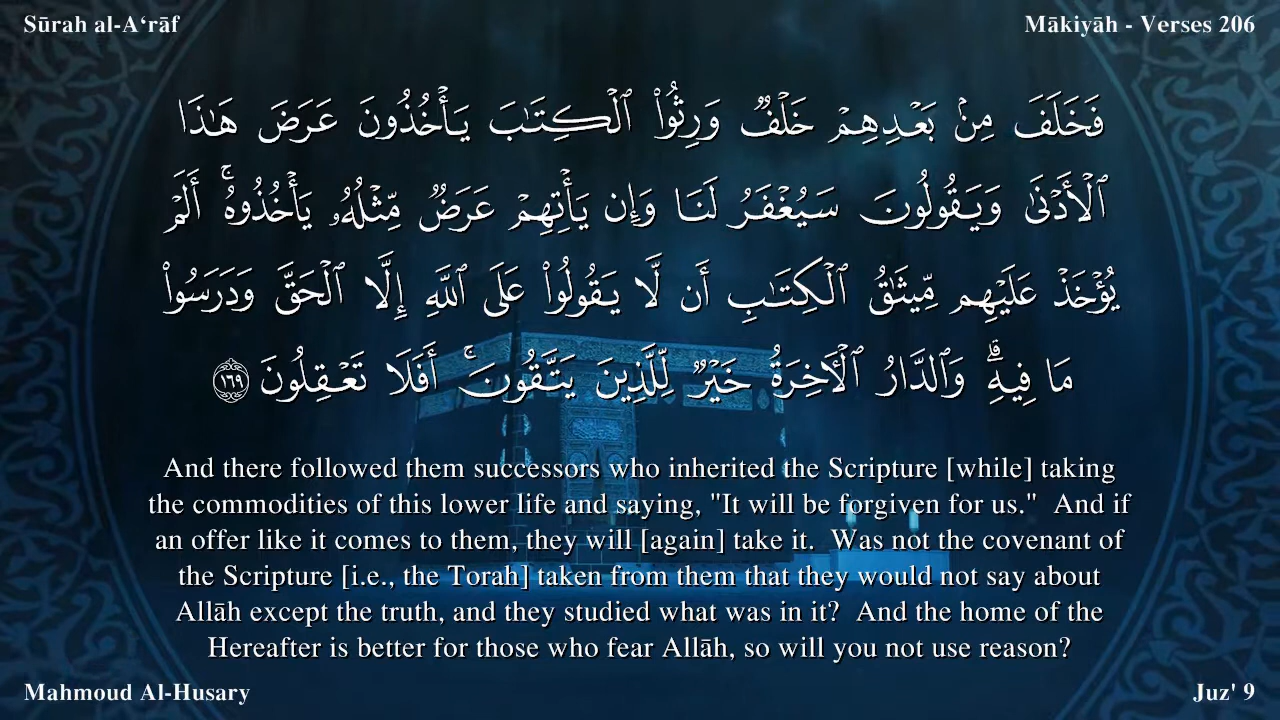 Sūrah al-A‘rāf
Mākiyāh - Verses 206
فَخَلَفَ مِنۢ بَعْدِهِمْ خَلْفٌ وَرِثُوا۟ ٱلْكِتَـٰبَ يَأْخُذُونَ عَرَضَ هَـٰذَا
ٱلْأَدْنَىٰ وَيَقُولُونَ سَيُغْفَرُ لَنَا وَإِن يَأْتِهِمْ عَرَضٌ مِّثْلُهُۥ يَأْخُذُوهُ ۚ أَلَمْ
يُؤْخَذْ عَلَيْهِم مِّيثَـٰقُ ٱلْكِتَـٰبِ أَن لَّا يَقُولُوا۟ عَلَى ٱللَّهِ إِلَّا ٱلْحَقَّ وَدَرَسُوا۟
مَا فِيهِ ۗ وَٱلدَّارُ ٱلْـَٔاخِرَةُ خَيْرٌ لِّلَّذِينَ يَتَّقُونَ ۗ أَفَلَا تَعْقِلُونَ ١٦٩
And there followed them successors who inherited the Scripture [while] taking
the commodities of this lower life and saying, "It will be forgiven for us."  And if
an offer like it comes to them, they will [again] take it.  Was not the covenant of
the Scripture [i.e., the Torah] taken from them that they would not say about
Allāh except the truth, and they studied what was in it?  And the home of the
Hereafter is better for those who fear Allāh, so will you not use reason?
Mahmoud Al-Husary
Juz' 9